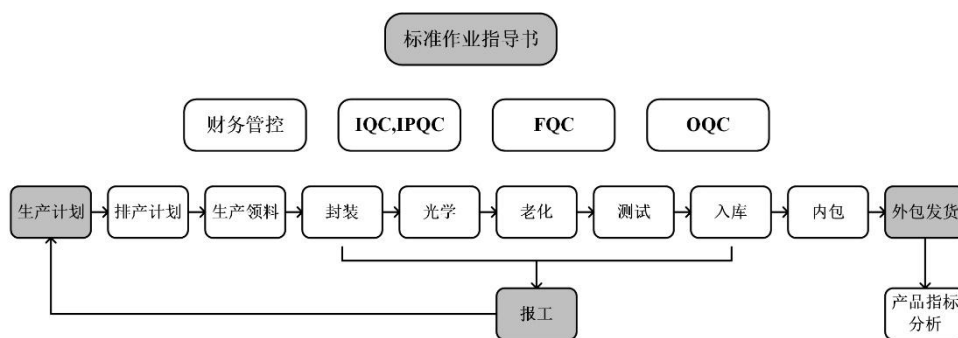 标准作业指导书
财务管控
IQC,IPQC
FQC
OQC
生产计划
排产计划
生产领料
封装
光学
老化
测试
入库
内包
外包发货
报工
产品指标
分析